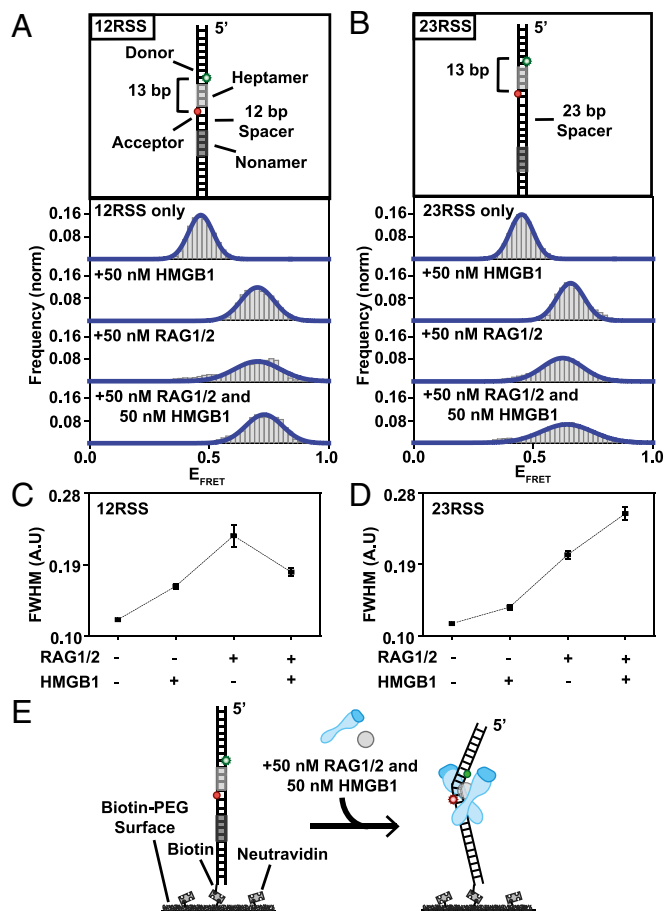 A
12RSS
5'
Donor
13 bp
Heptamer
Acceptor
12 bp
Spacer
Nonamer
B
23RSS
5'
13 bp
23 bp
Spacer
Frequency (norm)
0.16
0.08
12RSS only
0.16
0.08
+50 nM HMGB1
0.16
0.08
+50 nM RAG1/2
0.16
0.08
+50 nM RAG1/2 and
50 nM HMGB1
0.0
0.5
1.0
E FRET
Frequency (norm)
0.16
0.08
23RSS only
0.16
0.08
+50 nM HMGB1
0.16
0.08
+50 nM RAG1/2
0.16
0.08
+50 nM RAG1/2 and
50 nM HMGB1
0.0
0.5
1.0
E FRET
C
12RSS
FWHM (A.U)
0.28
0.19
0.10
RAG1/2 - - + +
HMGB1 - + - +
D
23RSS
FWHM (A.U)
0.28
0.19
0.10
RAG1/2 - - + +
HMGB1 - + - +
E
5'
+50 nM RAG1/2 and
50 nM HMGB1
5'
Biotin-PEG
Surface
Biotin
Neutravidin